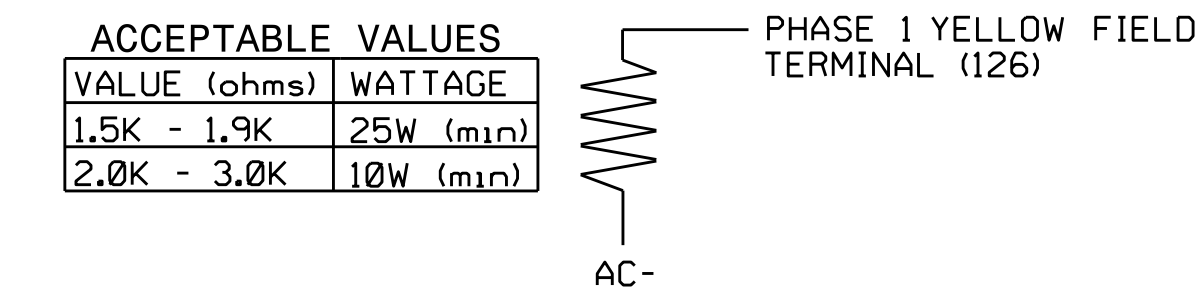 ACCEPTABLE VALUES
VALUE (ohms) WATTAGE
1.5K - 1.9K 25W (min)
2.0K - 3.0K 10W (min)
PHASE 1 YELLOW FIELD
TERMINAL (126)
AC-